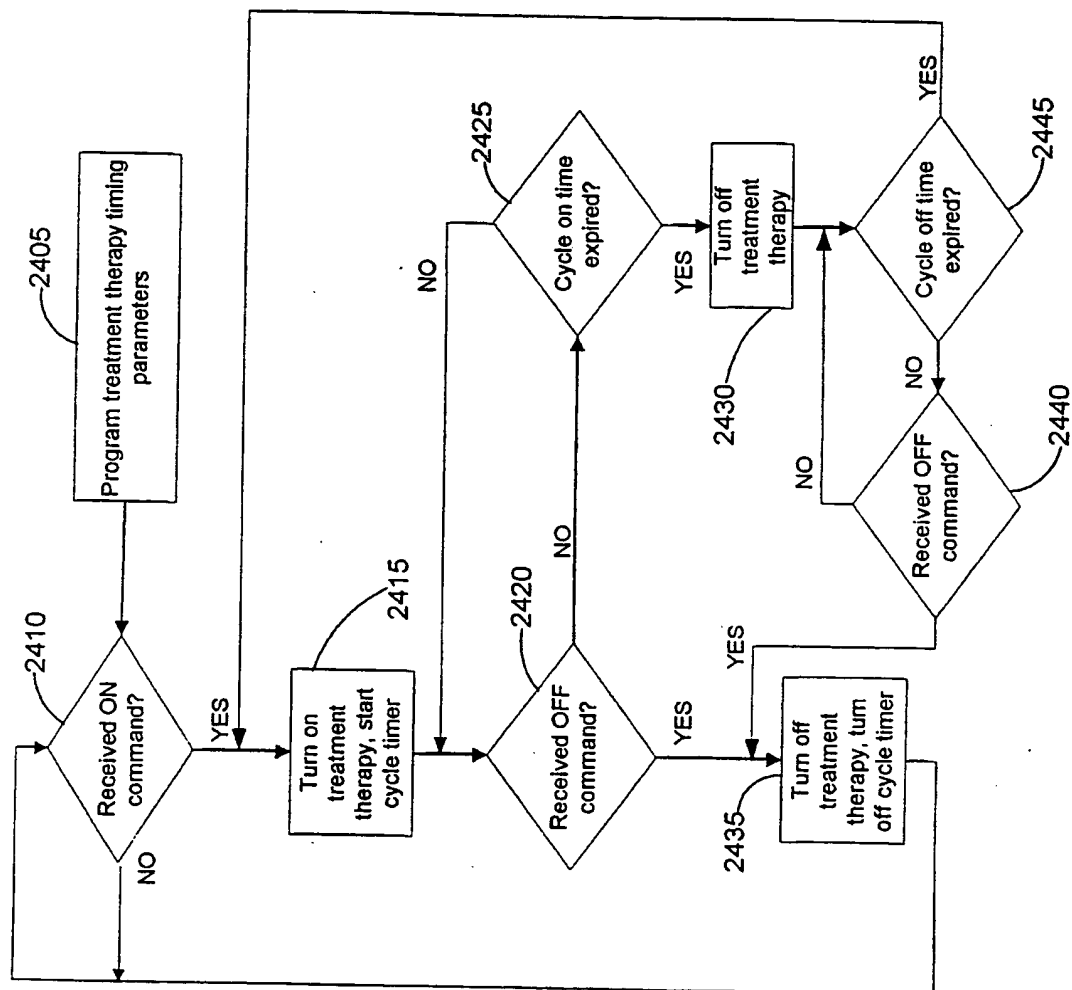 2405
Program treatment therapy timing
parameters
2410
Received ON
command?
NO
YES
2415
Turn on
treatment
therapy, start
cycle timer
2420
Received OFF
command?
NO
YES
2425
Cycle on time
expired?
NO
YES
2430
Turn off
treatment
therapy
2445
Cycle off time
expired?
YES
NO
2440
Received OFF
command?
NO
YES
2435
Turn off
treatment
therapy, turn
off cycle timer